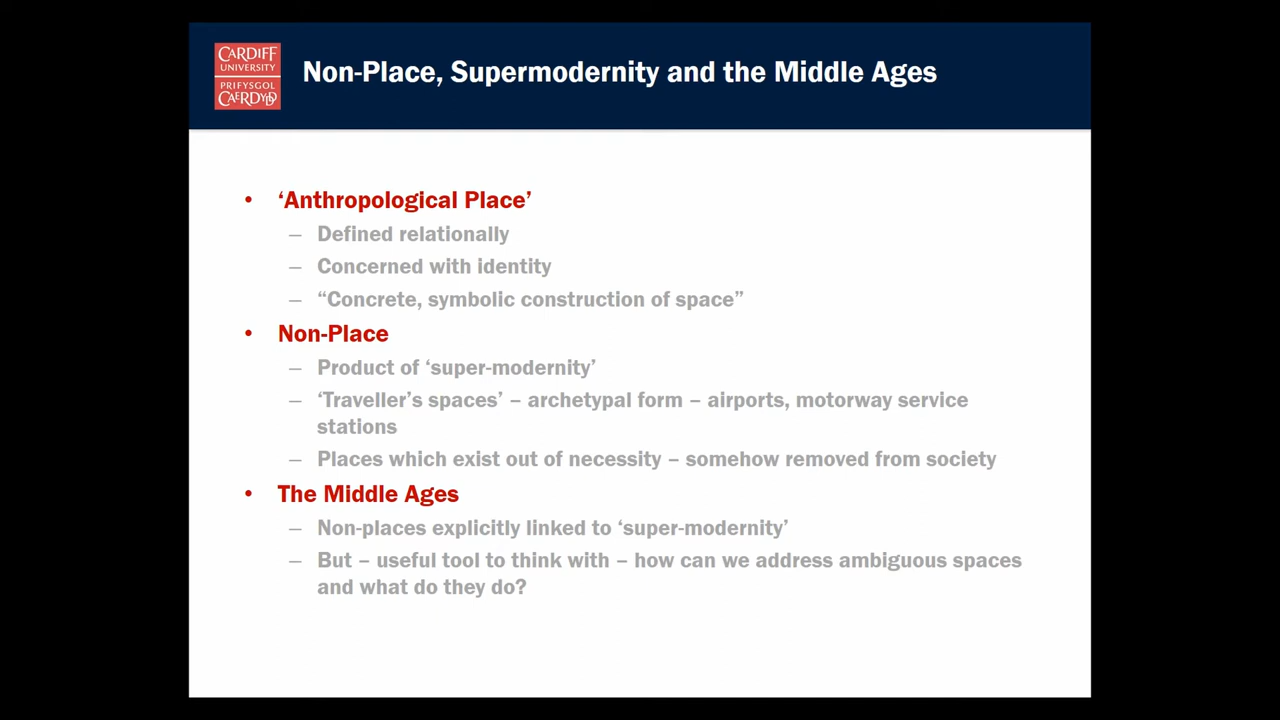 CARDIFF
UNIVERSITY
PRIFYSGOL
CAERDYDD
Non-Place, Supermodernity and the Middle Ages
• ‘Anthropological Place’
– Defined relationally
– Concerned with identity
– “Concrete, symbolic construction of space”
• Non-Place
– Product of ‘super-modernity’
– ‘Traveller’s spaces’ – archetypal form – airports, motorway service
stations
– Places which exist out of necessity – somehow removed from society
• The Middle Ages
– Non-places explicitly linked to ‘super-modernity’
– But – useful tool to think with – how can we address ambiguous spaces
and what do they do?